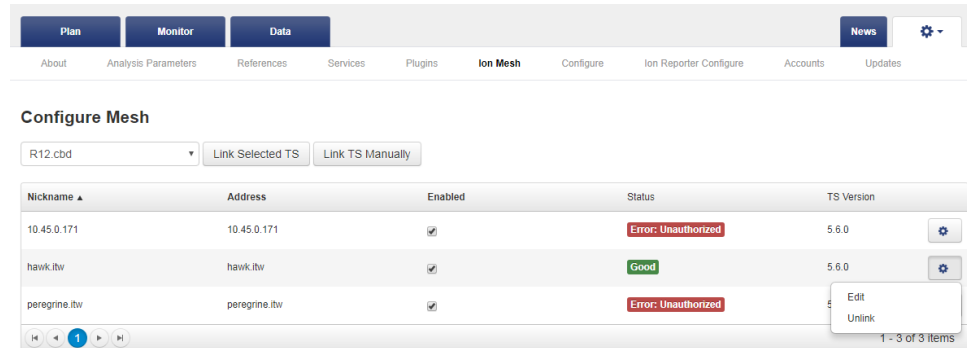 Plan Monitor Data News
About Analysis Parameters References Services Plugins Ion Mesh Configure Ion Reporter Configure Accounts Updates
Configure Mesh
R12.cbd Link Selected TS Link TS Manually
Nickname Address Enabled Status TS Version
10.45.0.171 10.45.0.171 Error: Unauthorized 5.6.0
hawk.itw hawk.itw Good 5.6.0
peregrine.itw peregrine.itw Error: Unauthorized 5
Edit
Unlink
1 1 - 3 of 3 items